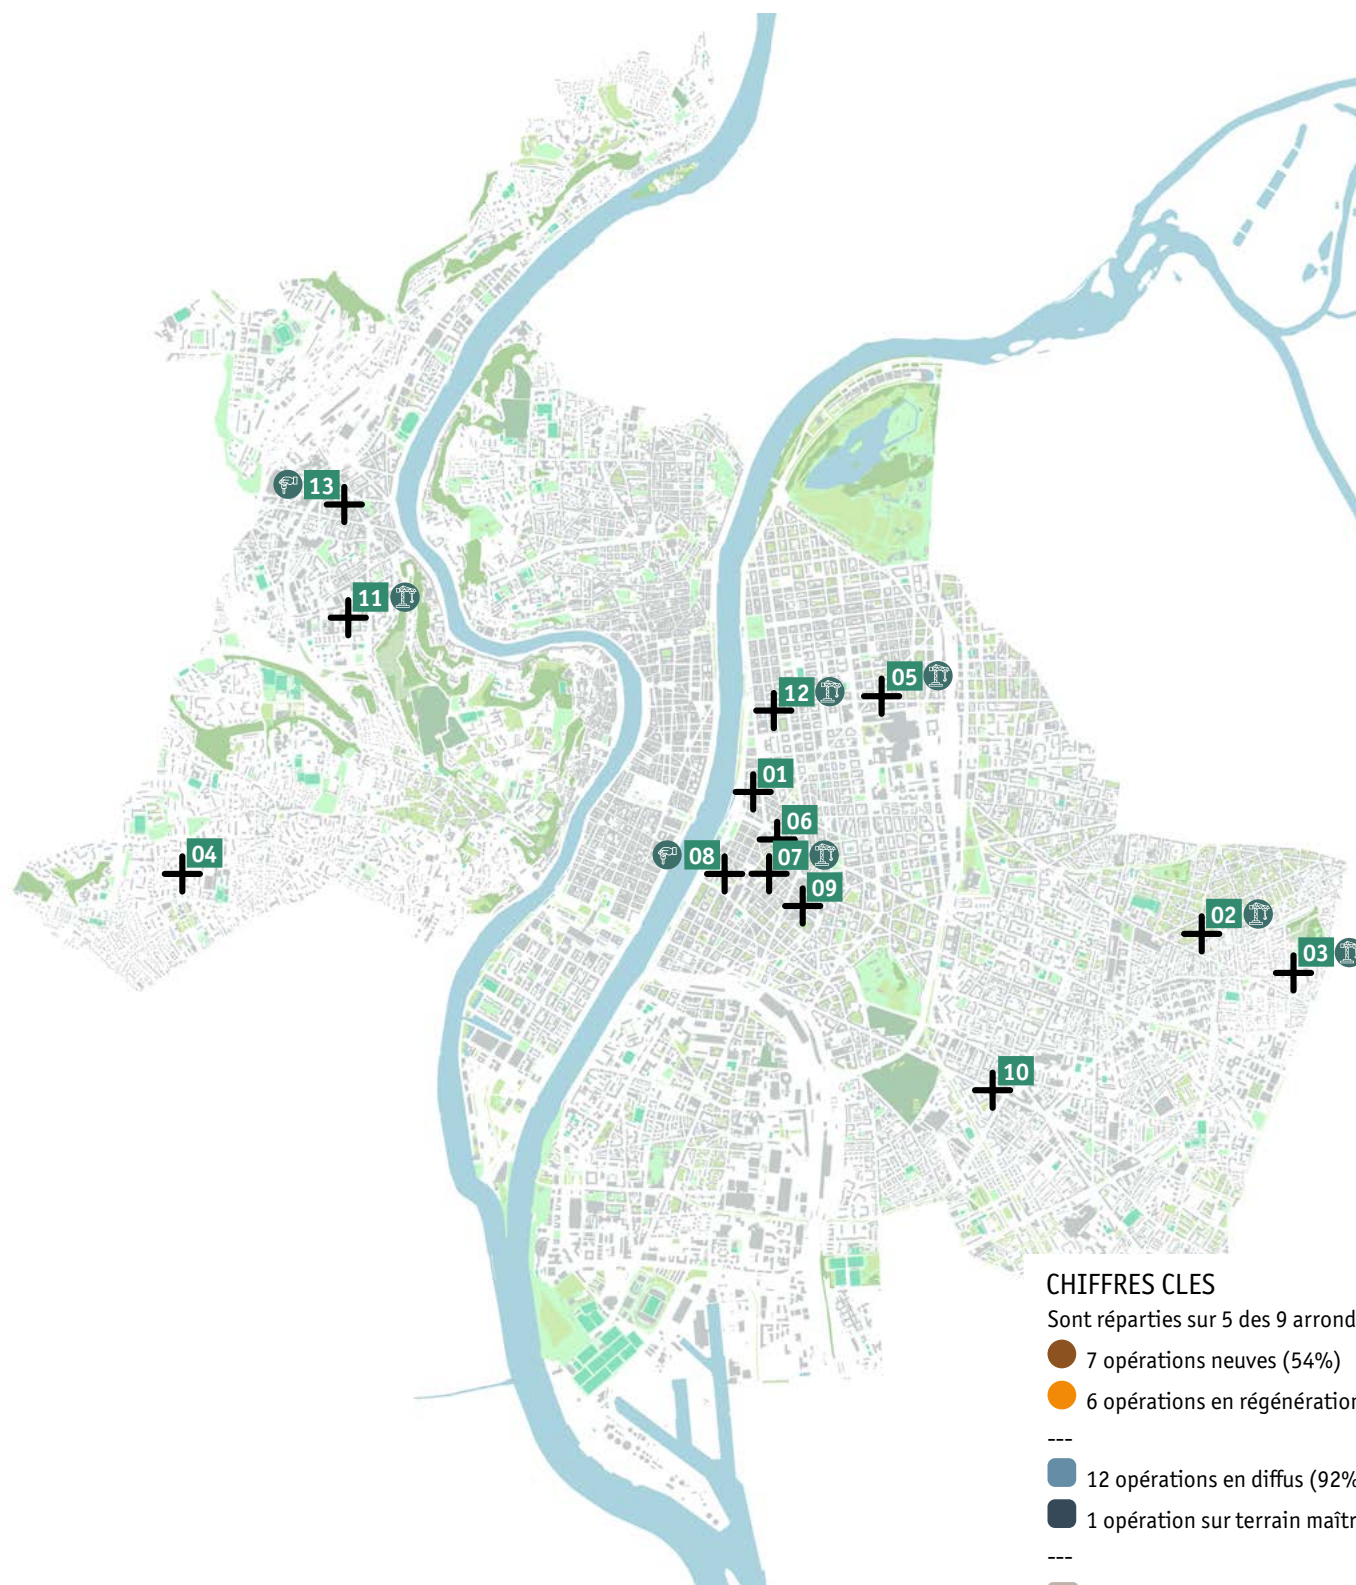 13
11
05
12
01
06
04
08
07
09
02
03
10
CHIFFRES CLES
Sont réparties sur 5 des 9 arrond
7 opérations neuves (54%)
6 opérations en régénération
---
12 opérations en diffus (92%
1 opération sur terrain maîtr
---